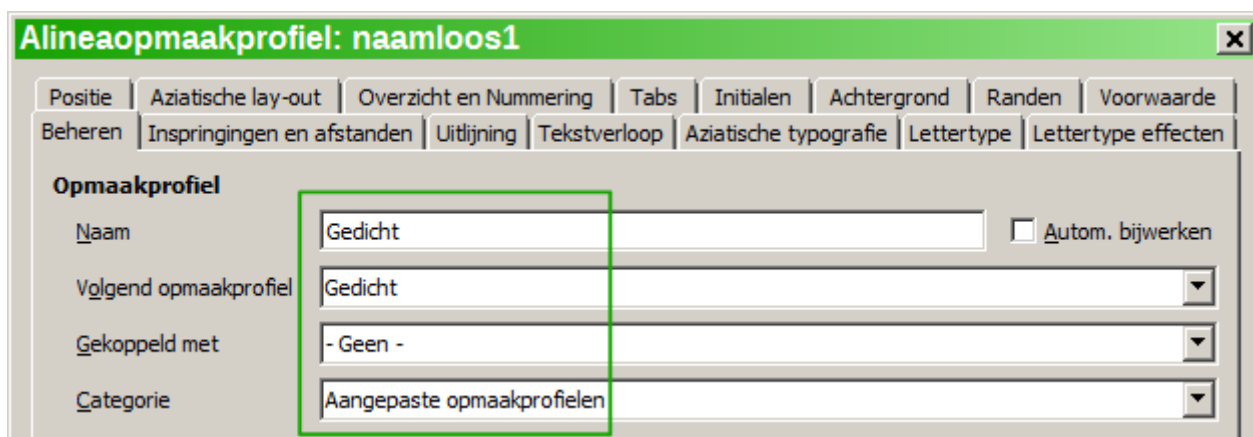 Alineaopmaakprofiel: naamloos1
Positie Aziatische lay-out Overzicht en Nummering Tabs Initialen Achtergrond Randen Voorwaarde
Beheren Inspringingen en afstanden Uitlijning Tekstverloop Aziatische typografie Lettertype Lettertype effecten
Opmaakprofiel
Naam Gedicht Autom. bijwerken
Volgend opmaakprofiel Gedicht
Gekoppeld met - Geen -
Categorie Aangepaste opmaakprofielen